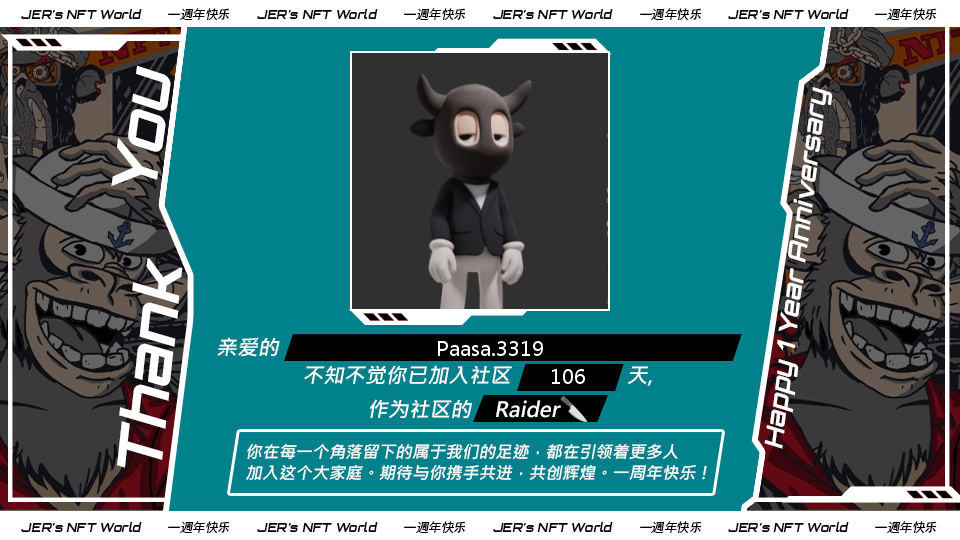 JER's NFT World 一週年快乐 JER's NFT World 一週年快乐 JER's NFT World 一週年快乐 JER's NFT World 一週年快乐
Thank You
Happy 1 Year Anniversary
亲爱的 Paasa.3319
不知不觉你已加入社区 106 天,
作为社区的 Raider🔪
你在每一个角落留下的属于我们的足迹，都在引领着更多人
加入这个大家庭。期待与你携手共进，共创辉煌。一周年快乐！
JER's NFT World 一週年快乐 JER's NFT World 一週年快乐 JER's NFT World 一週年快乐 JER's NFT World 一週年快乐